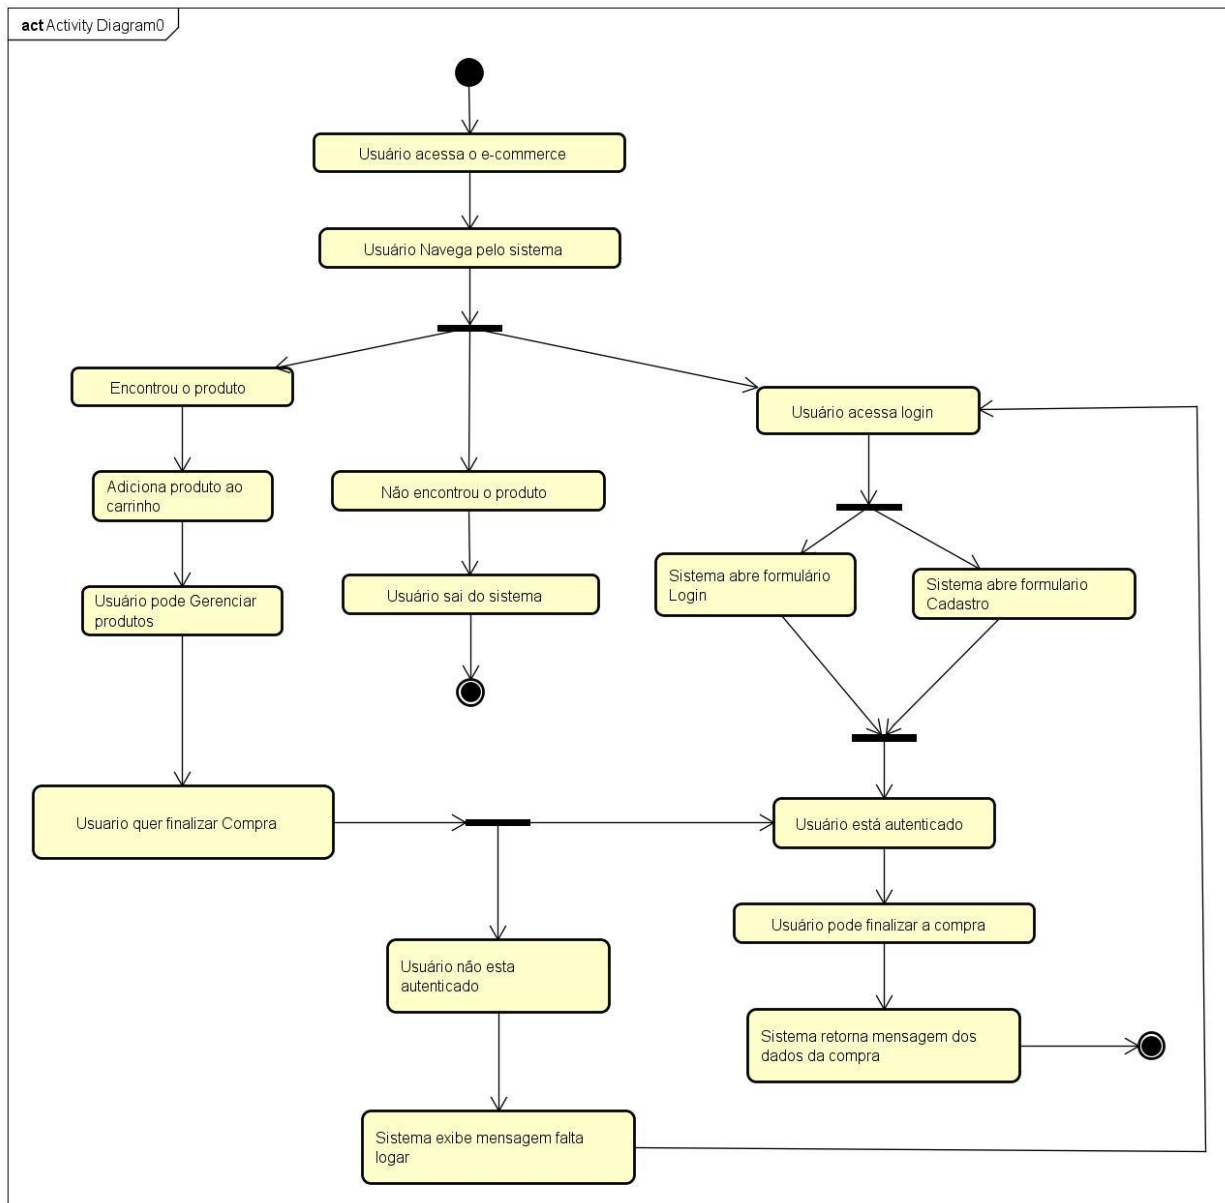 act Activity Diagram0
Usuário acessa o e-commerce
Usuário Navega pelo sistema
Encontrou o produto
Usuário acessa login
Adiciona produto ao
carrinho
Não encontrou o produto
Sistema abre formulário
Login
Sistema abre formulario
Cadastro
Usuário pode Gerenciar
produtos
Usuário sai do sistema
Usuario quer finalizar Compra
Usuário está autenticado
Usuário pode finalizar a compra
Usuário não esta
autenticado
Sistema retorna mensagem dos
dados da compra
Sistema exibe mensagem falta
logar